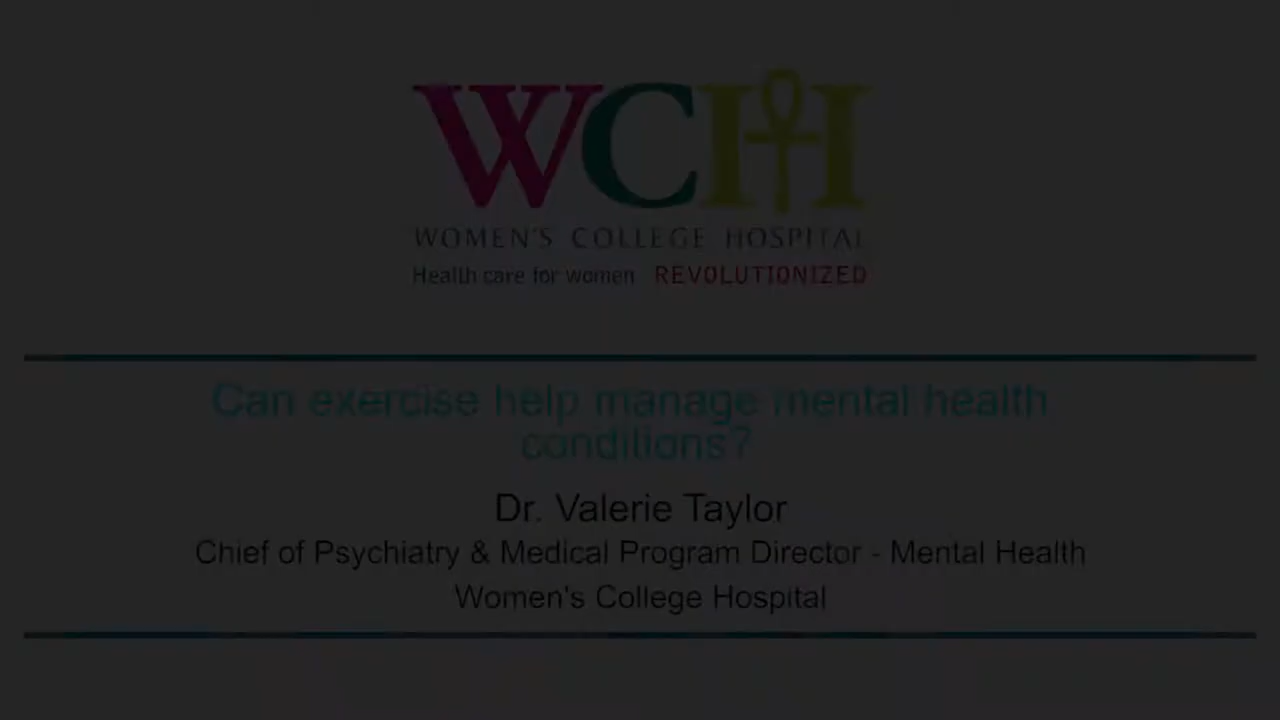 WCH
WOMEN'S COLLEGE HOSPITAL
Health care for women REVOLUTIONIZED
Can exercise help manage mental health
conditions?
Dr. Valerie Taylor
Chief of Psychiatry & Medical Program Director - Mental Health
Women's College Hospital